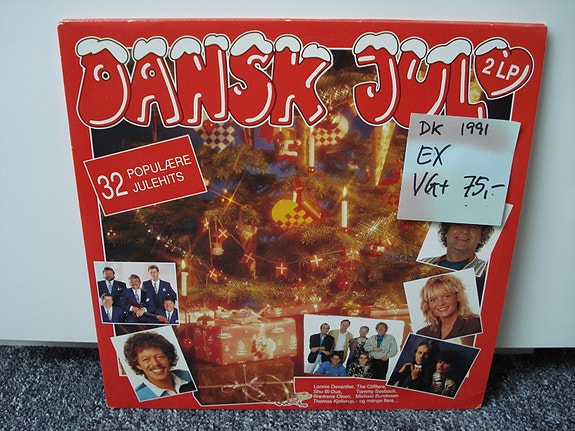 DANSK JUL
2 LP
DK 1991
EX
VG+ 75,-
32 POPULÆRE
JULEHITS
Lonnie Devantier, The Cliffters,
Shu-Bi-Dua, Tommy Seebach,
Brødrene Olsen, Michael Bundesen
Thomas Kjellerup,- og mange flere...